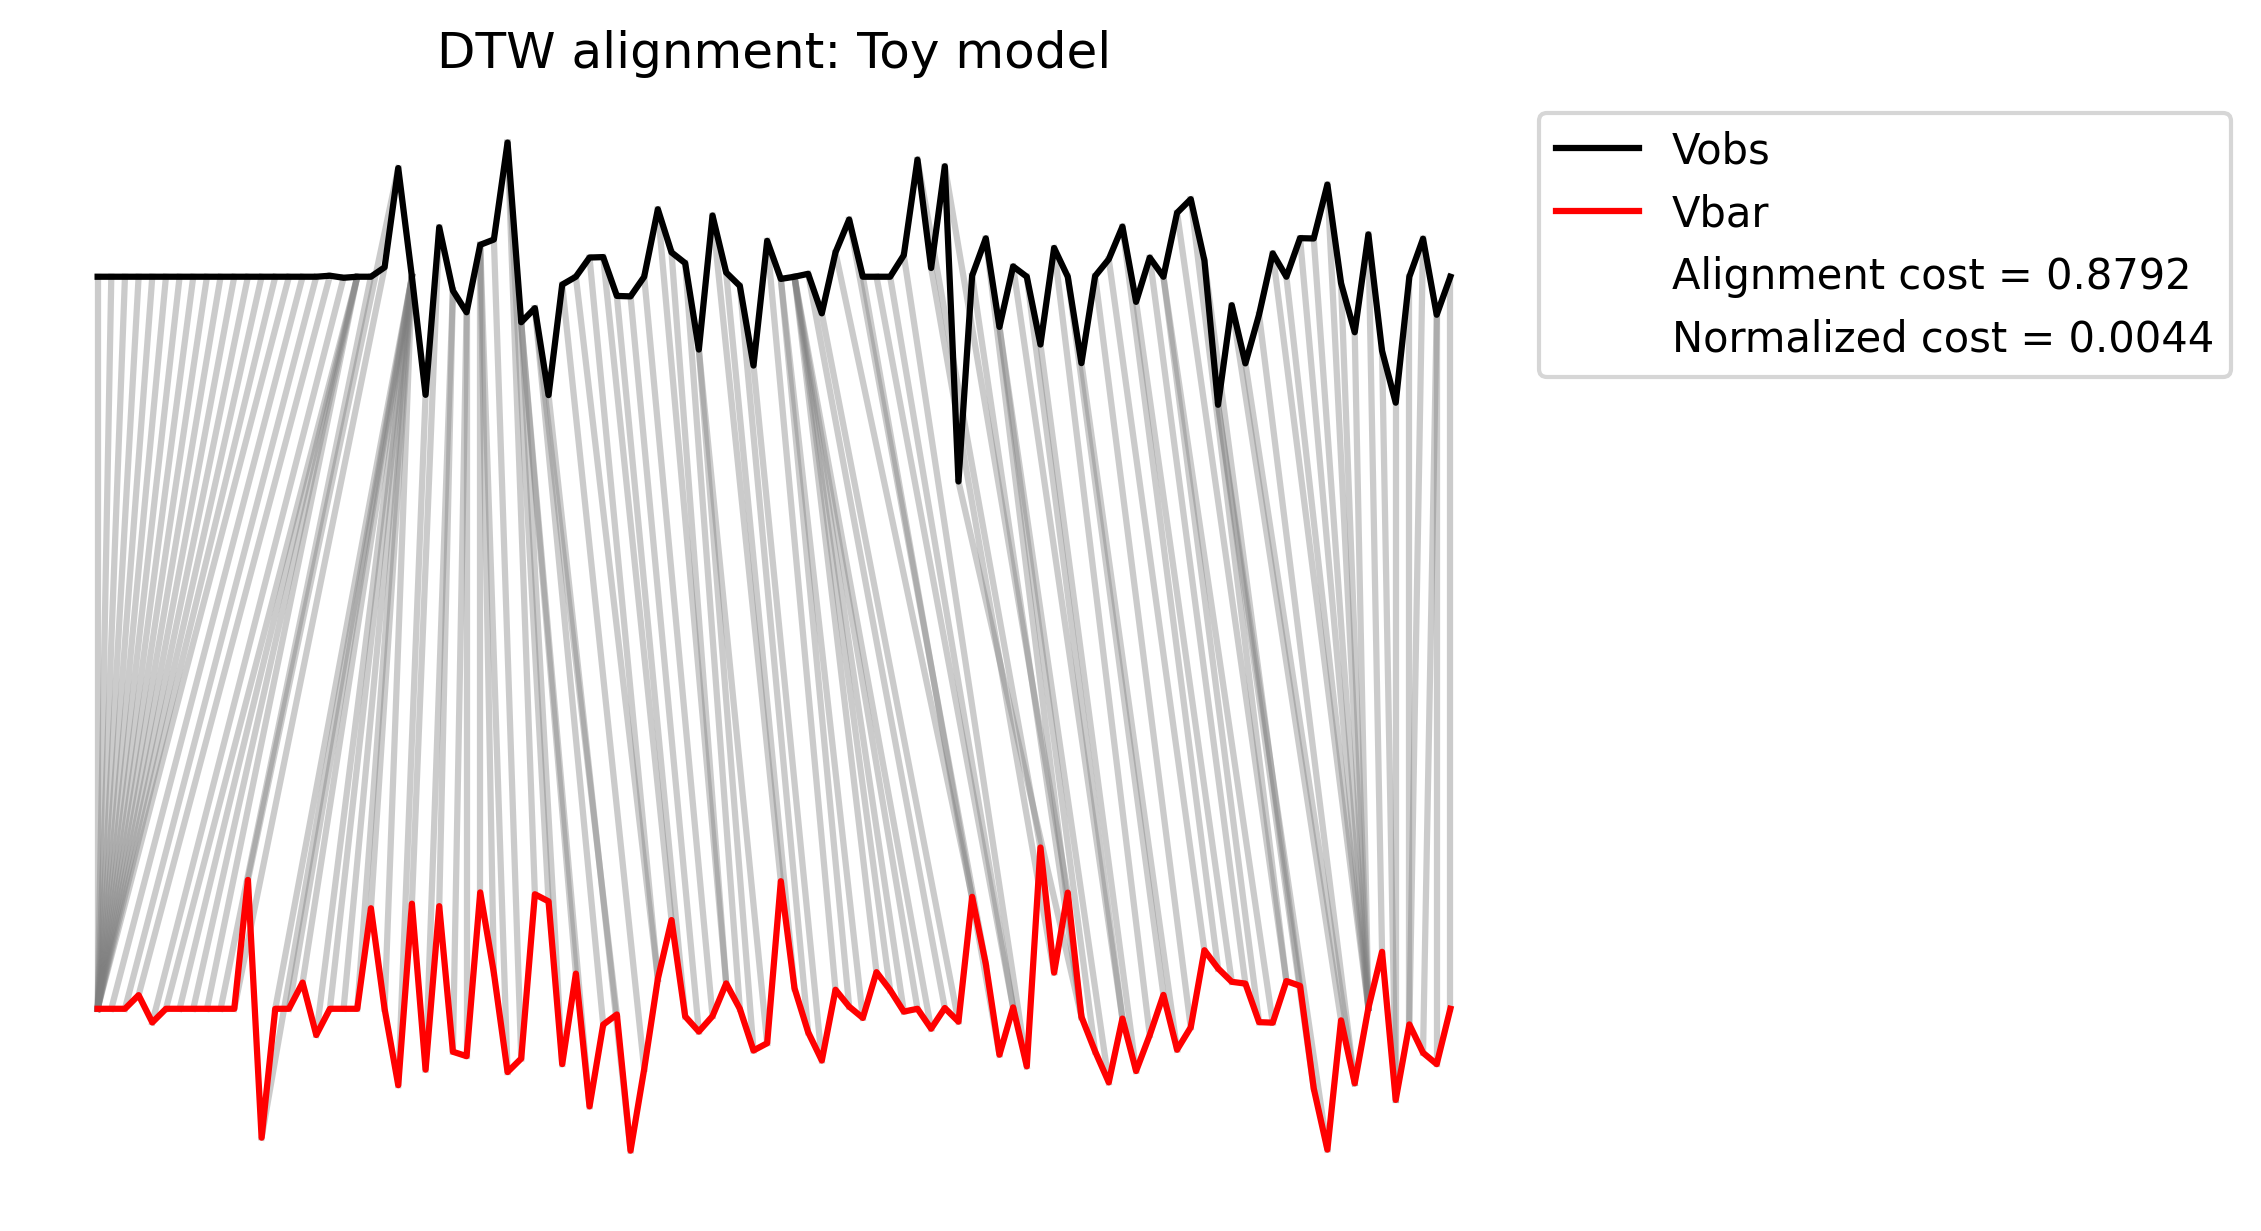 DTW alignment: Toy model
Vobs
Vbar
Alignment cost = 0.8792
Normalized cost = 0.0044